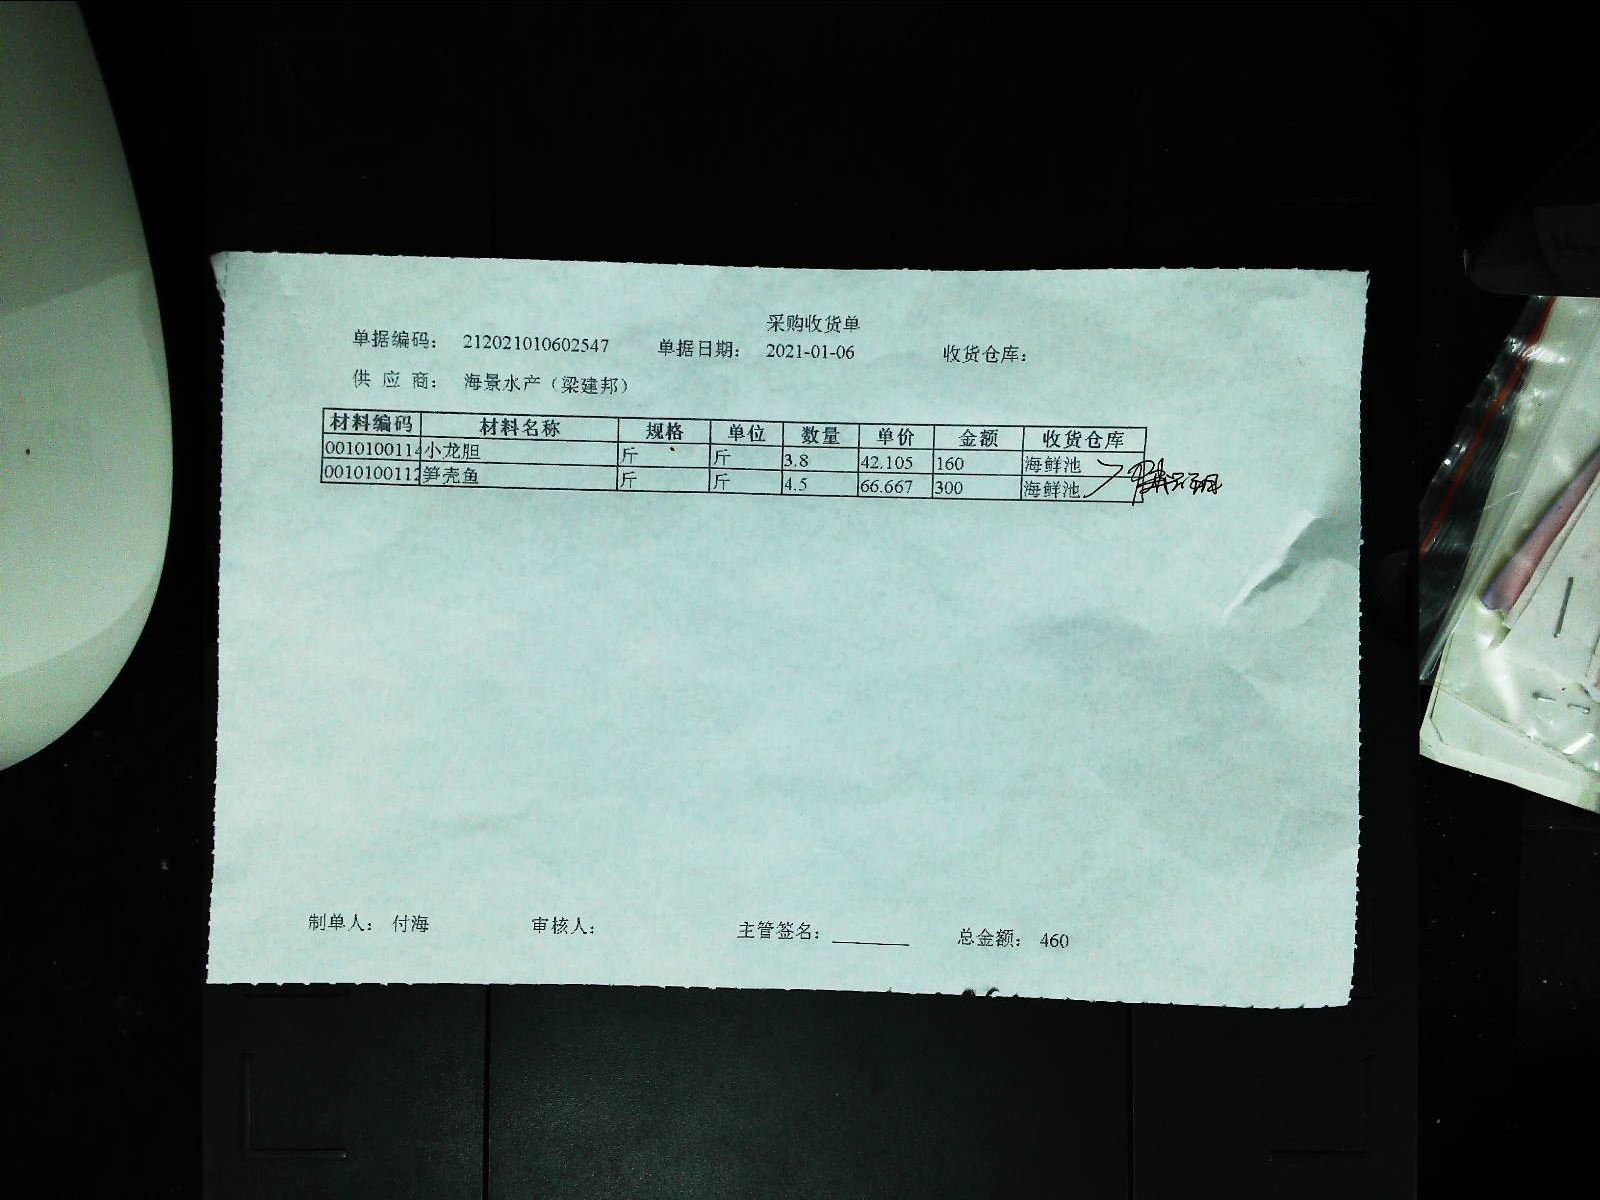 采购收货单
单据编码： 212021010602547 单据日期： 2021-01-06 收货仓库：
供 应 商： 海景水产（梁建邦）
材料编码 材料名称 规格 单位 数量 单价 金额 收货仓库
0010100114 小龙胆 斤 斤 3.8 42.105 160 海鲜池
0010100112 笋壳鱼 斤 斤 4.5 66.667 300 海鲜池
制单人： 付海 审核人： 主管签名： 总金额： 460